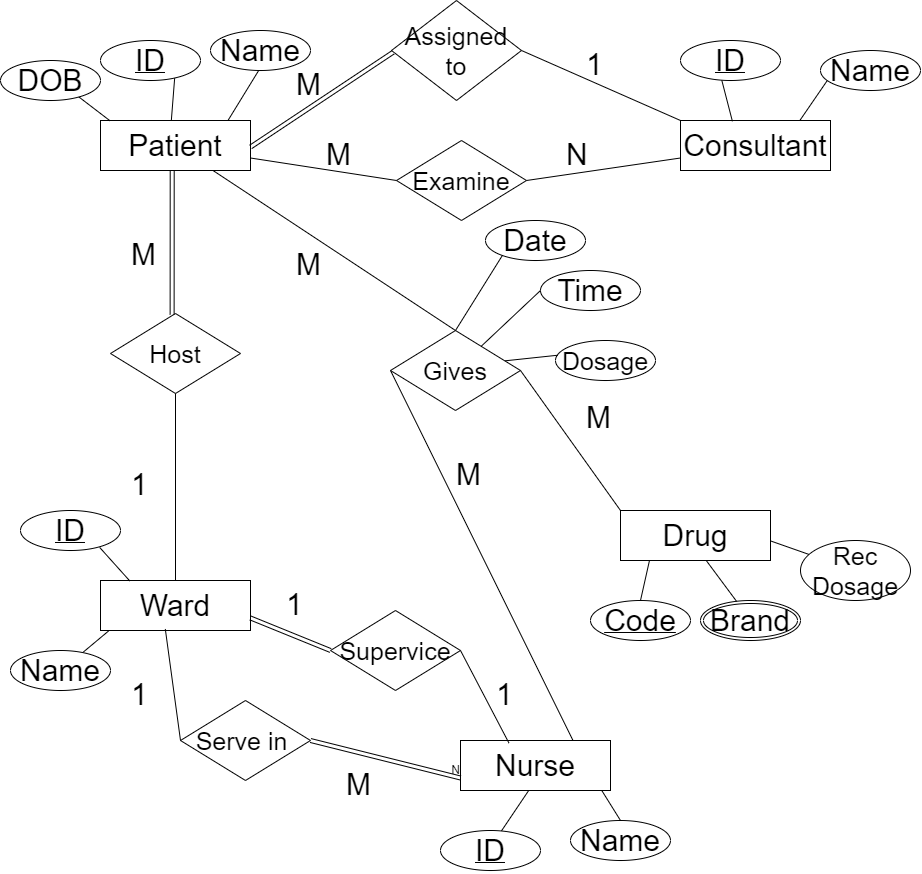 Assigned
to
ID
Name
DOB
M
1
ID
Name
Patient
Consultant
M
N
Examine
M
M
Date
Time
Host
Gives
Dosage
M
M
1
ID
Drug
Rec
Dosage
Ward
1
Code
Brand
Supervice
Name
1
1
Serve in
M
N
Nurse
ID
Name